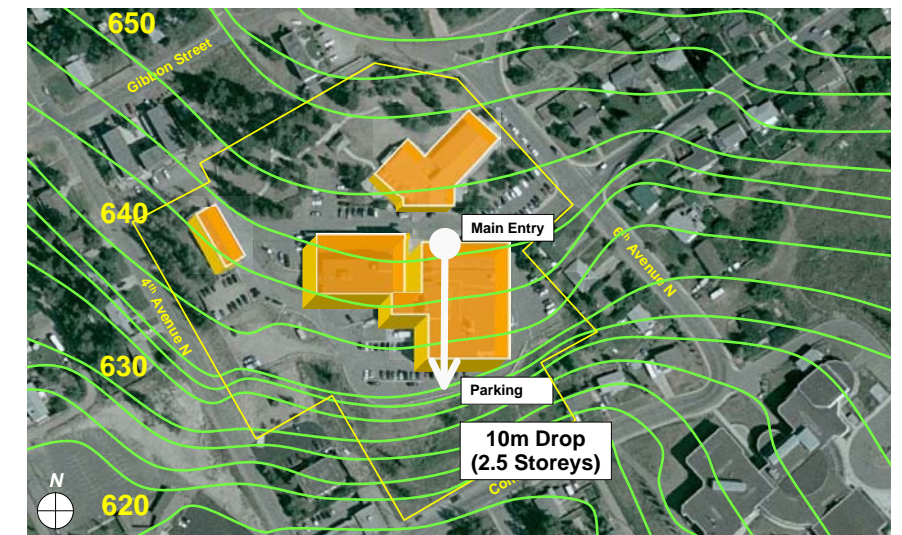 650
Gibbon Street
640
Main Entry
6th Avenue N
4th Avenue N
630
Parking
10m Drop
(2.5 Storeys)
N
620